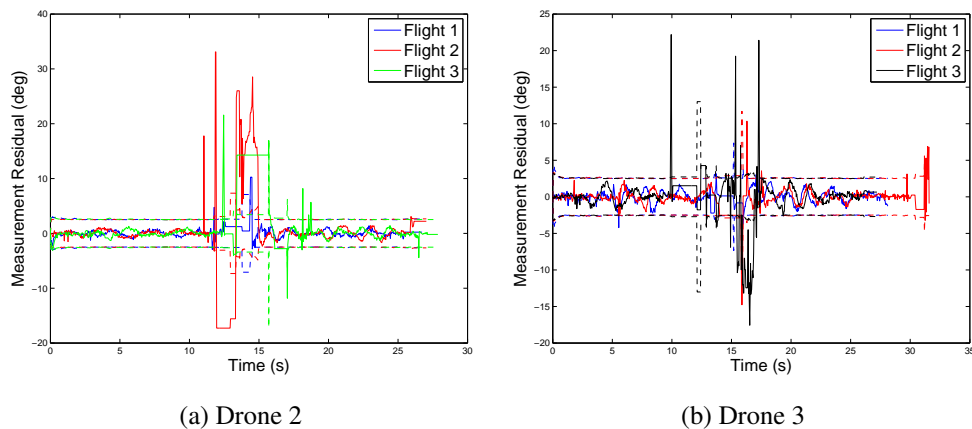 Measurement Residual (deg)
40
30
20
10
0
−10
−20
0 5 10 15 20 25 30
Time (s)
Flight 1
Flight 2
Flight 3
(a) Drone 2
Measurement Residual (deg)
25
20
15
10
5
0
−5
−10
−15
−20
0 5 10 15 20 25 30 35
Time (s)
Flight 1
Flight 2
Flight 3
(b) Drone 3